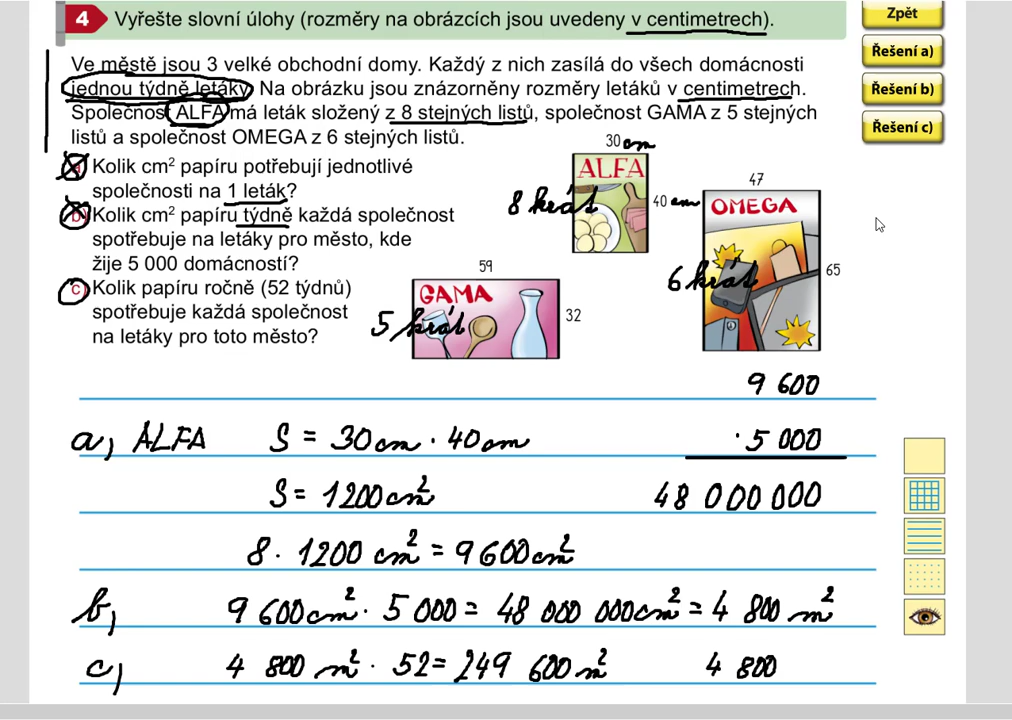 4 Vyřešte slovní úlohy (rozměry na obrázcích jsou uvedeny v centimetrech).
Zpět
Řešení a)
Řešení b)
Řešení c)
Ve městě jsou 3 velké obchodní domy. Každý z nich zasílá do všech domácností
jednou týdně letáky. Na obrázku jsou znázorněny rozměry letáků v centimetrech.
Společnost ALFA má leták složený z 8 stejných listů, společnost GAMA z 5 stejných
listů a společnost OMEGA z 6 stejných listů.
a) Kolik cm² papíru potřebují jednotlivé
společnosti na 1 leták?
b) Kolik cm² papíru týdně každá společnost
spotřebuje na letáky pro město, kde
žije 5 000 domácností?
c) Kolik papíru ročně (52 týdnů)
spotřebuje každá společnost
na letáky pro toto město?
30 cm
ALFA
8 krát
40 cm
47
OMEGA
6 krát
65
59
GAMA
5 krát
32
9 600
a, ALFA S = 30 cm · 40 cm
· 5 000
S = 1200 cm²
48 000 000
8 · 1200 cm² = 9 600 cm²
b, 9 600 cm² · 5 000 = 48 000 000 cm² = 4 800 m²
c, 4 800 m² · 52 = 249 600 m²
4 800